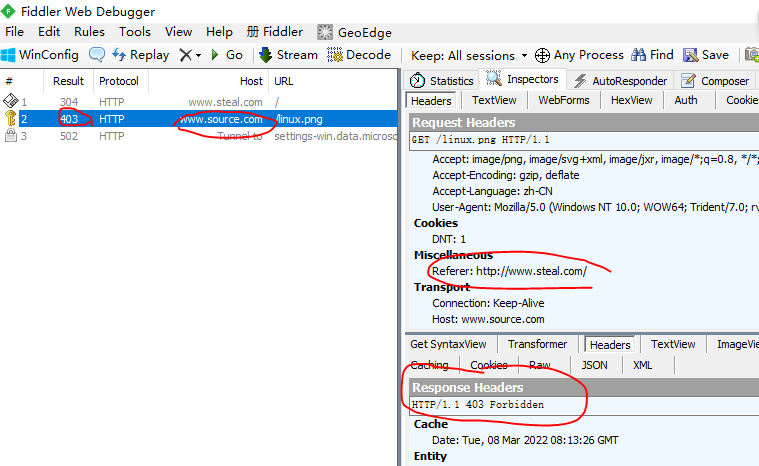 Fiddler Web Debugger
File Edit Rules Tools View Help Fiddler GeoEdge
WinConfig Replay Go Stream Decode Keep: All sessions Any Process Find Save
# Result Protocol Host URL
1 304 HTTP www.steal.com /
2 403 HTTP www.source.com /linux.png
3 502 HTTP Tunnel to settings-win.data.microso
Statistics Inspectors AutoResponder Composer
Headers TextView WebForms HexView Auth Cookie
Request Headers
GET /linux.png HTTP/1.1
Accept: image/png, image/svg+xml, image/jxr, image/*;q=0.8, */*;
Accept-Encoding: gzip, deflate
Accept-Language: zh-CN
User-Agent: Mozilla/5.0 (Windows NT 10.0; WOW64; Trident/7.0; rv
Cookies
DNT: 1
Miscellaneous
Referer: http://www.steal.com/
Transport
Connection: Keep-Alive
Host: www.source.com
Get SyntaxView Transformer Headers TextView ImageVie
Caching Cookies Raw JSON XML
Response Headers
HTTP/1.1 403 Forbidden
Cache
Date: Tue, 08 Mar 2022 08:13:26 GMT
Entity